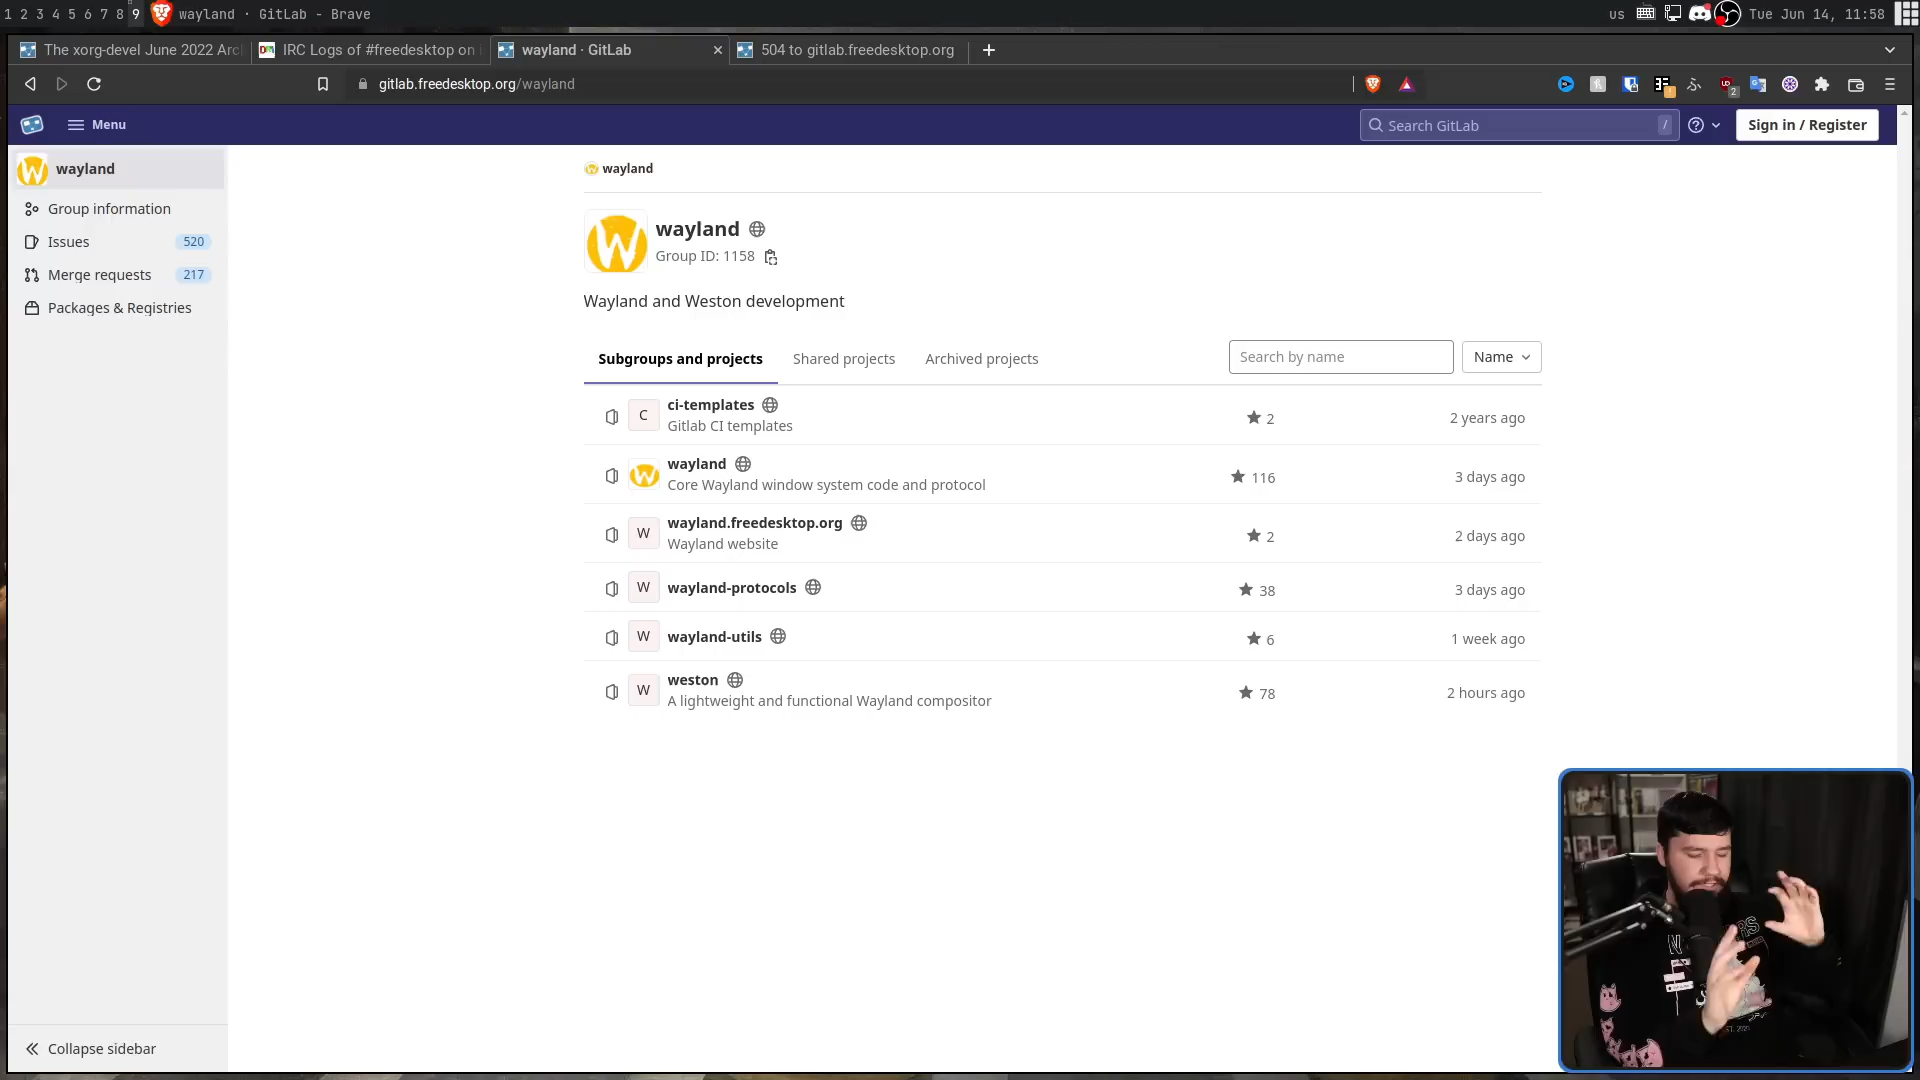 1 2 3 4 5 6 7 8 9 wayland · GitLab - Brave
us Tue Jun 14, 11:58
The xorg-devel June 2022 Arc
IRC Logs of #freedesktop on i
wayland · GitLab
504 to gitlab.freedesktop.org
gitlab.freedesktop.org/wayland
2
Menu
Search GitLab /
Sign in / Register
wayland
Group information
Issues 520
Merge requests 217
Packages & Registries
Collapse sidebar
wayland
wayland
Group ID: 1158
Wayland and Weston development
Subgroups and projects
Shared projects
Archived projects
Search by name
Name
C ci-templates 2 2 years ago
Gitlab CI templates
wayland 116 3 days ago
Core Wayland window system code and protocol
W wayland.freedesktop.org 2 2 days ago
Wayland website
W wayland-protocols 38 3 days ago
W wayland-utils 6 1 week ago
W weston 78 2 hours ago
A lightweight and functional Wayland compositor